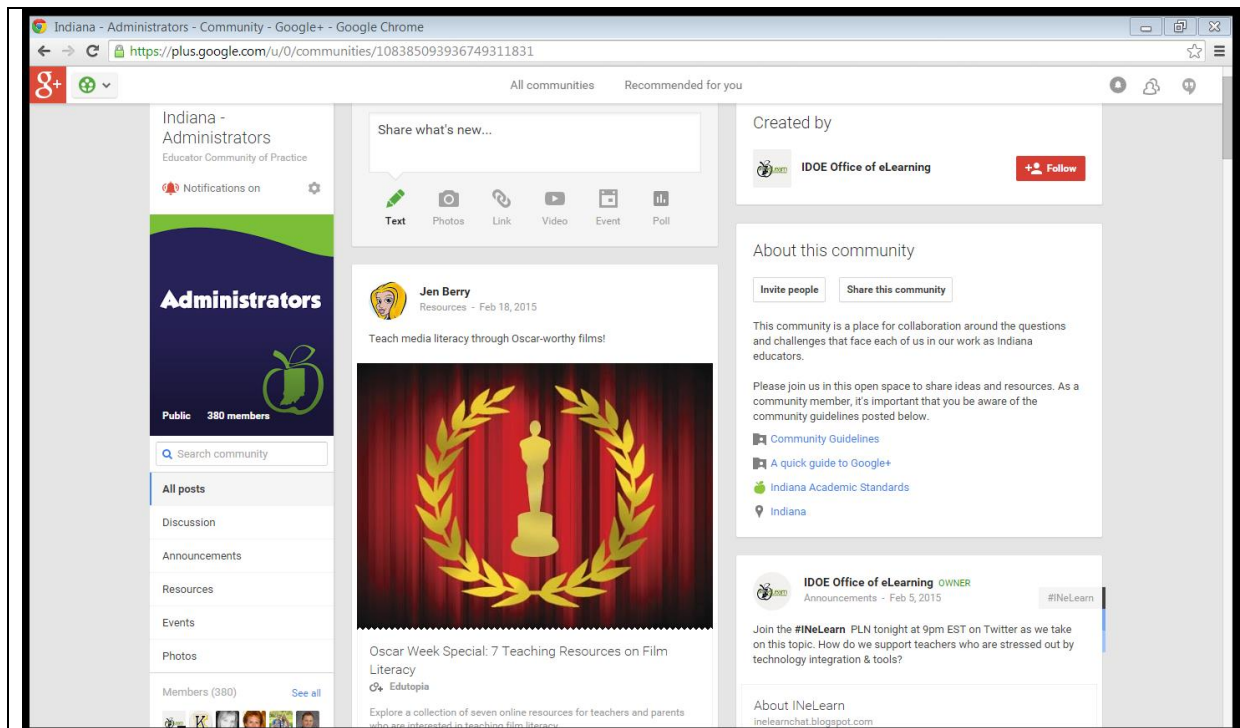 Indiana - Administrators - Community - Google+ - Google Chrome
https://plus.google.com/u/0/communities/108385093936749311831
g+
All communities
Recommended for you
Indiana -
Administrators
Educator Community of Practice
Notifications on
Administrators
Public 380 members
Search community
All posts
Discussion
Announcements
Resources
Events
Photos
Members (380) See all
K
Share what's new...
Text Photos Link Video Event Poll
Jen Berry
Resources - Feb 18, 2015
Teach media literacy through Oscar-worthy films!
Oscar Week Special: 7 Teaching Resources on Film
Literacy
Edutopia
Explore a collection of seven online resources for teachers and parents
who are interested in teaching film literacy
Created by
IDOE Office of eLearning
Follow
About this community
Invite people Share this community
This community is a place for collaboration around the questions
and challenges that face each of us in our work as Indiana
educators.
Please join us in this open space to share ideas and resources. As a
community member, it's important that you be aware of the
community guidelines posted below.
Community Guidelines
A quick guide to Google+
Indiana Academic Standards
Indiana
IDOE Office of eLearning OWNER
Announcements - Feb 5, 2015
#INeLearn
Join the #INeLearn PLN tonight at 9pm EST on Twitter as we take
on this topic. How do we support teachers who are stressed out by
technology integration & tools?
About INeLearn
inelearnchat.blogspot.com